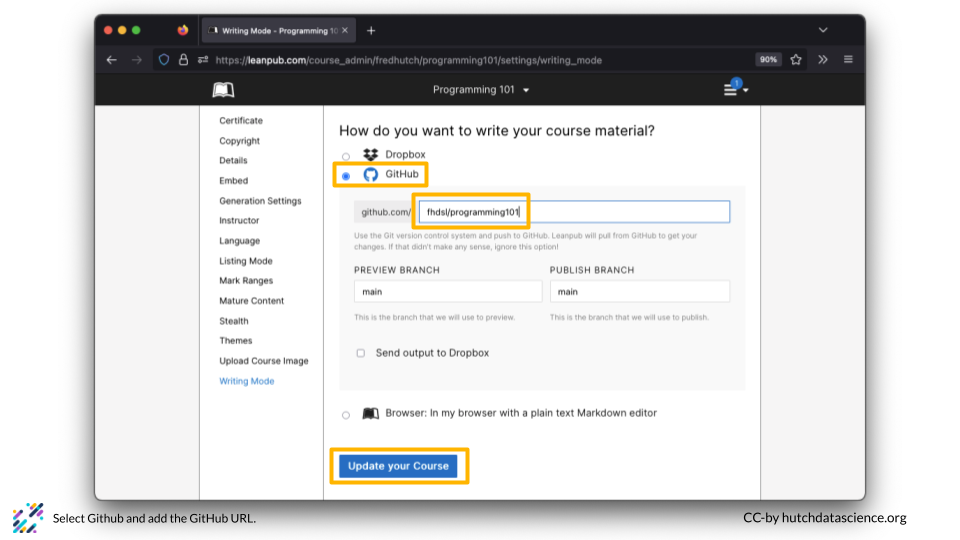 Writing Mode - Programming 10
https://leanpub.com/course_admin/fredhutch/programming101/settings/writing_mode
90%
Programming 101
1
Certificate
Copyright
Details
Embed
Generation Settings
Instructor
Language
Listing Mode
Mark Ranges
Mature Content
Stealth
Themes
Upload Course Image
Writing Mode
How do you want to write your course material?
Dropbox
GitHub
github.com/ fhdsl/programming101
Use the Git version control system and push to GitHub. Leanpub will pull from GitHub to get your
changes. If that didn't make any sense, ignore this option!
PREVIEW BRANCH PUBLISH BRANCH
main main
This is the branch that we will use to preview. This is the branch that we will use to publish.
Send output to Dropbox
Browser: In my browser with a plain text Markdown editor
Update your Course
Select Github and add the GitHub URL.
CC-by hutchdatascience.org